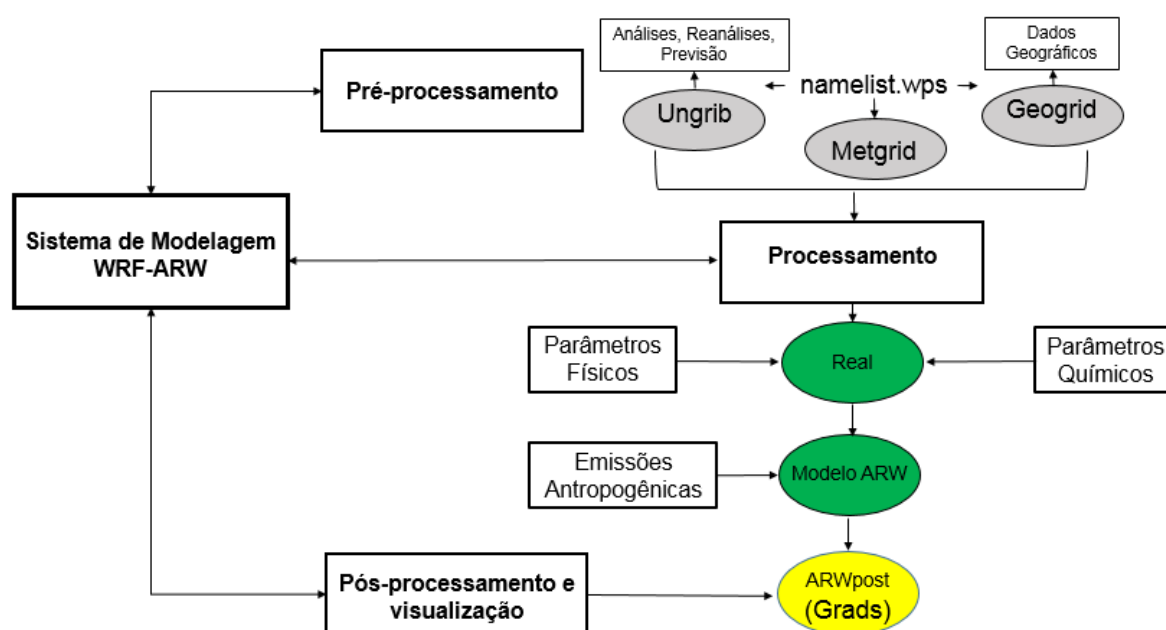 Análises, Reanálises,
Previsão
Dados
Geográficos
Pré-processamento
namelist.wps
Ungrib
Geogrid
Metgrid
Sistema de Modelagem
WRF-ARW
Processamento
Parâmetros
Físicos
Real
Parâmetros
Químicos
Emissões
Antropogênicas
Modelo ARW
Pós-processamento e
visualização
ARWpost
(Grads)